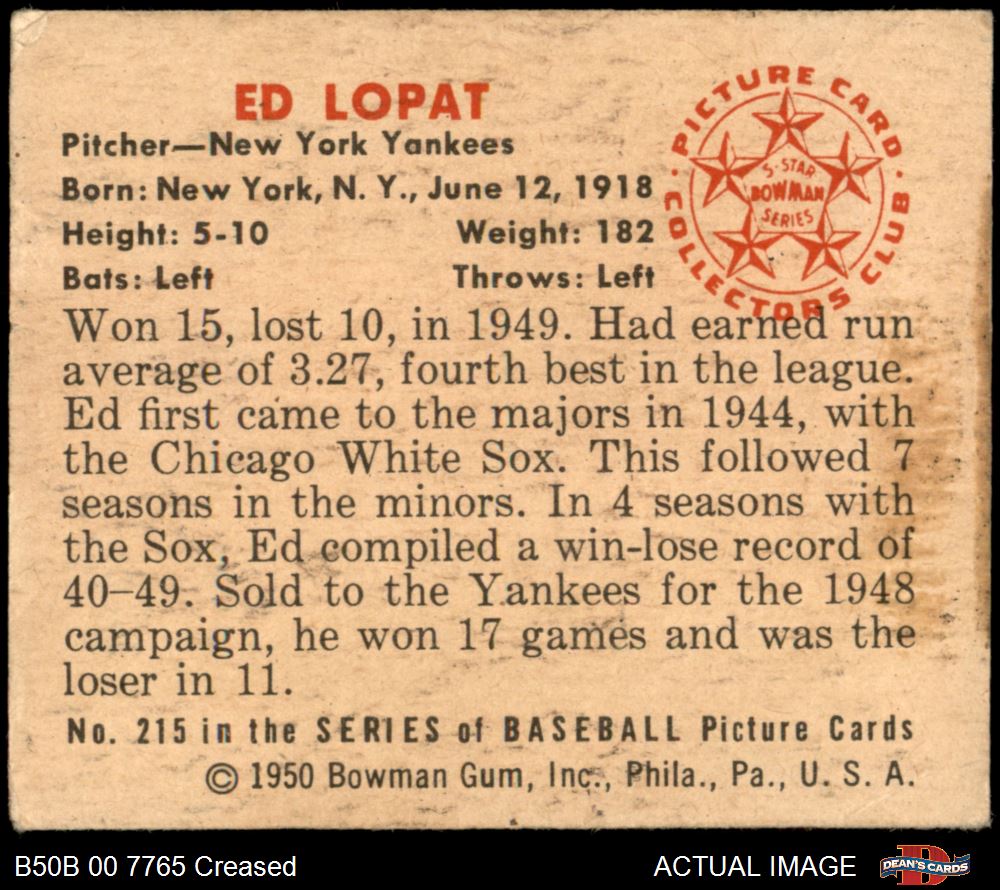 ED LOPAT
Pitcher—New York Yankees
Born: New York, N. Y., June 12, 1918
Height: 5-10 Weight: 182
Bats: Left Throws: Left
PICTURE CARD COLLECTORS CLUB
5-STAR
BOWMAN
SERIES
Won 15, lost 10, in 1949. Had earned run
average of 3.27, fourth best in the league.
Ed first came to the majors in 1944, with
the Chicago White Sox. This followed 7
seasons in the minors. In 4 seasons with
the Sox, Ed compiled a win-lose record of
40–49. Sold to the Yankees for the 1948
campaign, he won 17 games and was the
loser in 11.
No. 215 in the SERIES of BASEBALL Picture Cards
© 1950 Bowman Gum, Inc., Phila., Pa., U. S. A.
B50B 00 7765 Creased ACTUAL IMAGE
DEAN'S CARDS